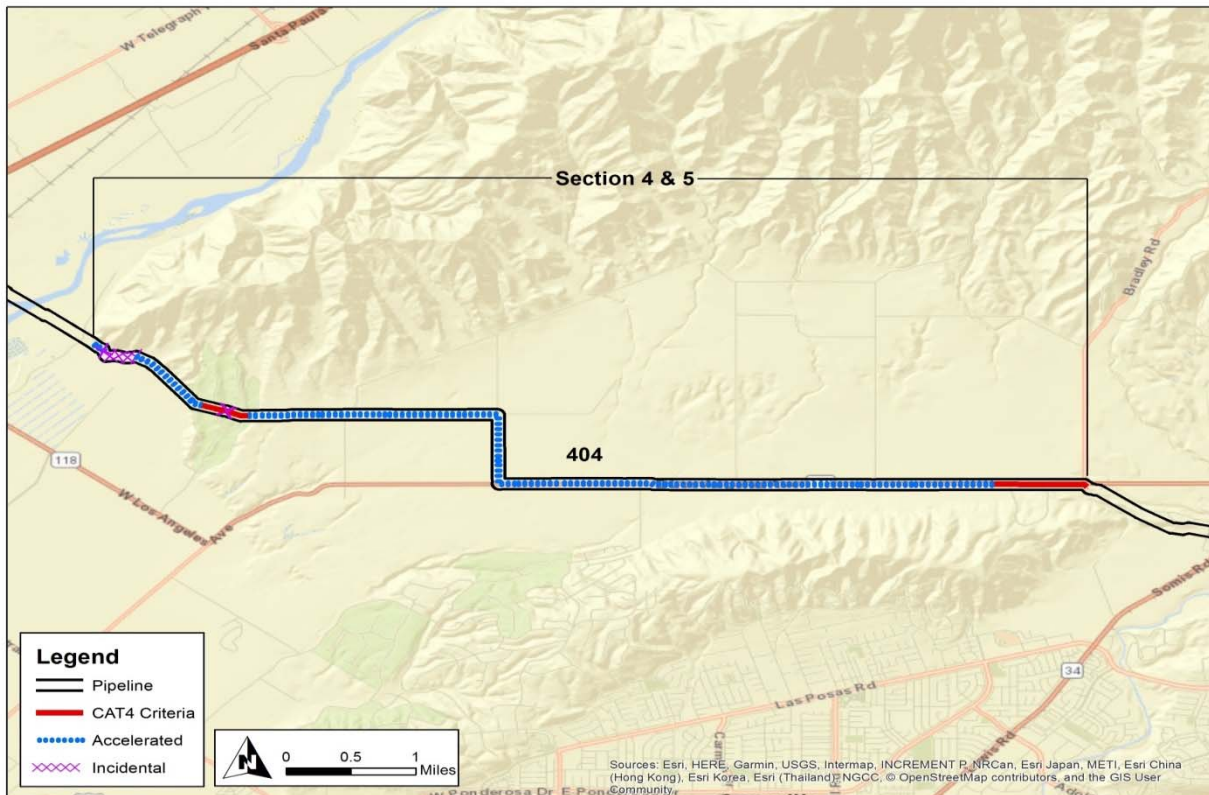 W Telegraph
Santa Paula
Section 4 & 5
Bradley Rd
118
404
W Los Angeles Ave
Somis Rd
34
Las Posas Rd
Legend
Pipeline
CAT4 Criteria
Accelerated
Incidental
N
0 0.5 1
Miles
Sources: Esri, HERE, Garmin, USGS, Intermap, INCREMENT P, NRCan, Esri Japan, METI, Esri China
(Hong Kong), Esri Korea, Esri (Thailand), NGCC, © OpenStreetMap contributors, and the GIS User
Community
W Ponderosa Dr E